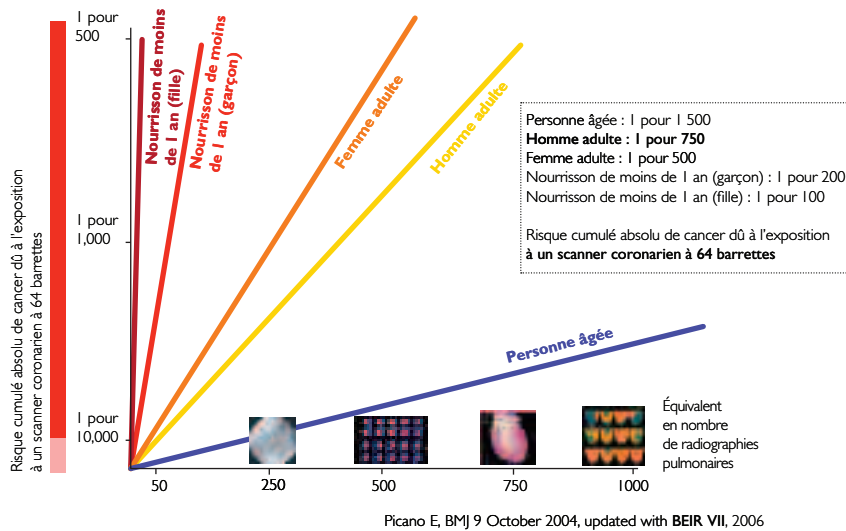 1 pour
500
1 pour
1,000
1 pour
10,000
Risque cumulé absolu de cancer dû à l'exposition
à un scanner coronarien à 64 barrettes
Nourrisson de moins
de 1 an (fille)
Nourrisson de moins
de 1 an (garçon)
Femme adulte
Homme adulte
Personne âgée
Personne âgée : 1 pour 1 500
Homme adulte : 1 pour 750
Femme adulte : 1 pour 500
Nourrisson de moins de 1 an (garçon) : 1 pour 200
Nourrisson de moins de 1 an (fille) : 1 pour 100
Risque cumulé absolu de cancer dû à l'exposition
à un scanner coronarien à 64 barrettes
Équivalent
en nombre
de radiographies
pulmonaires
50 250 500 750 1000
Picano E, BMJ 9 October 2004, updated with BEIR VII, 2006